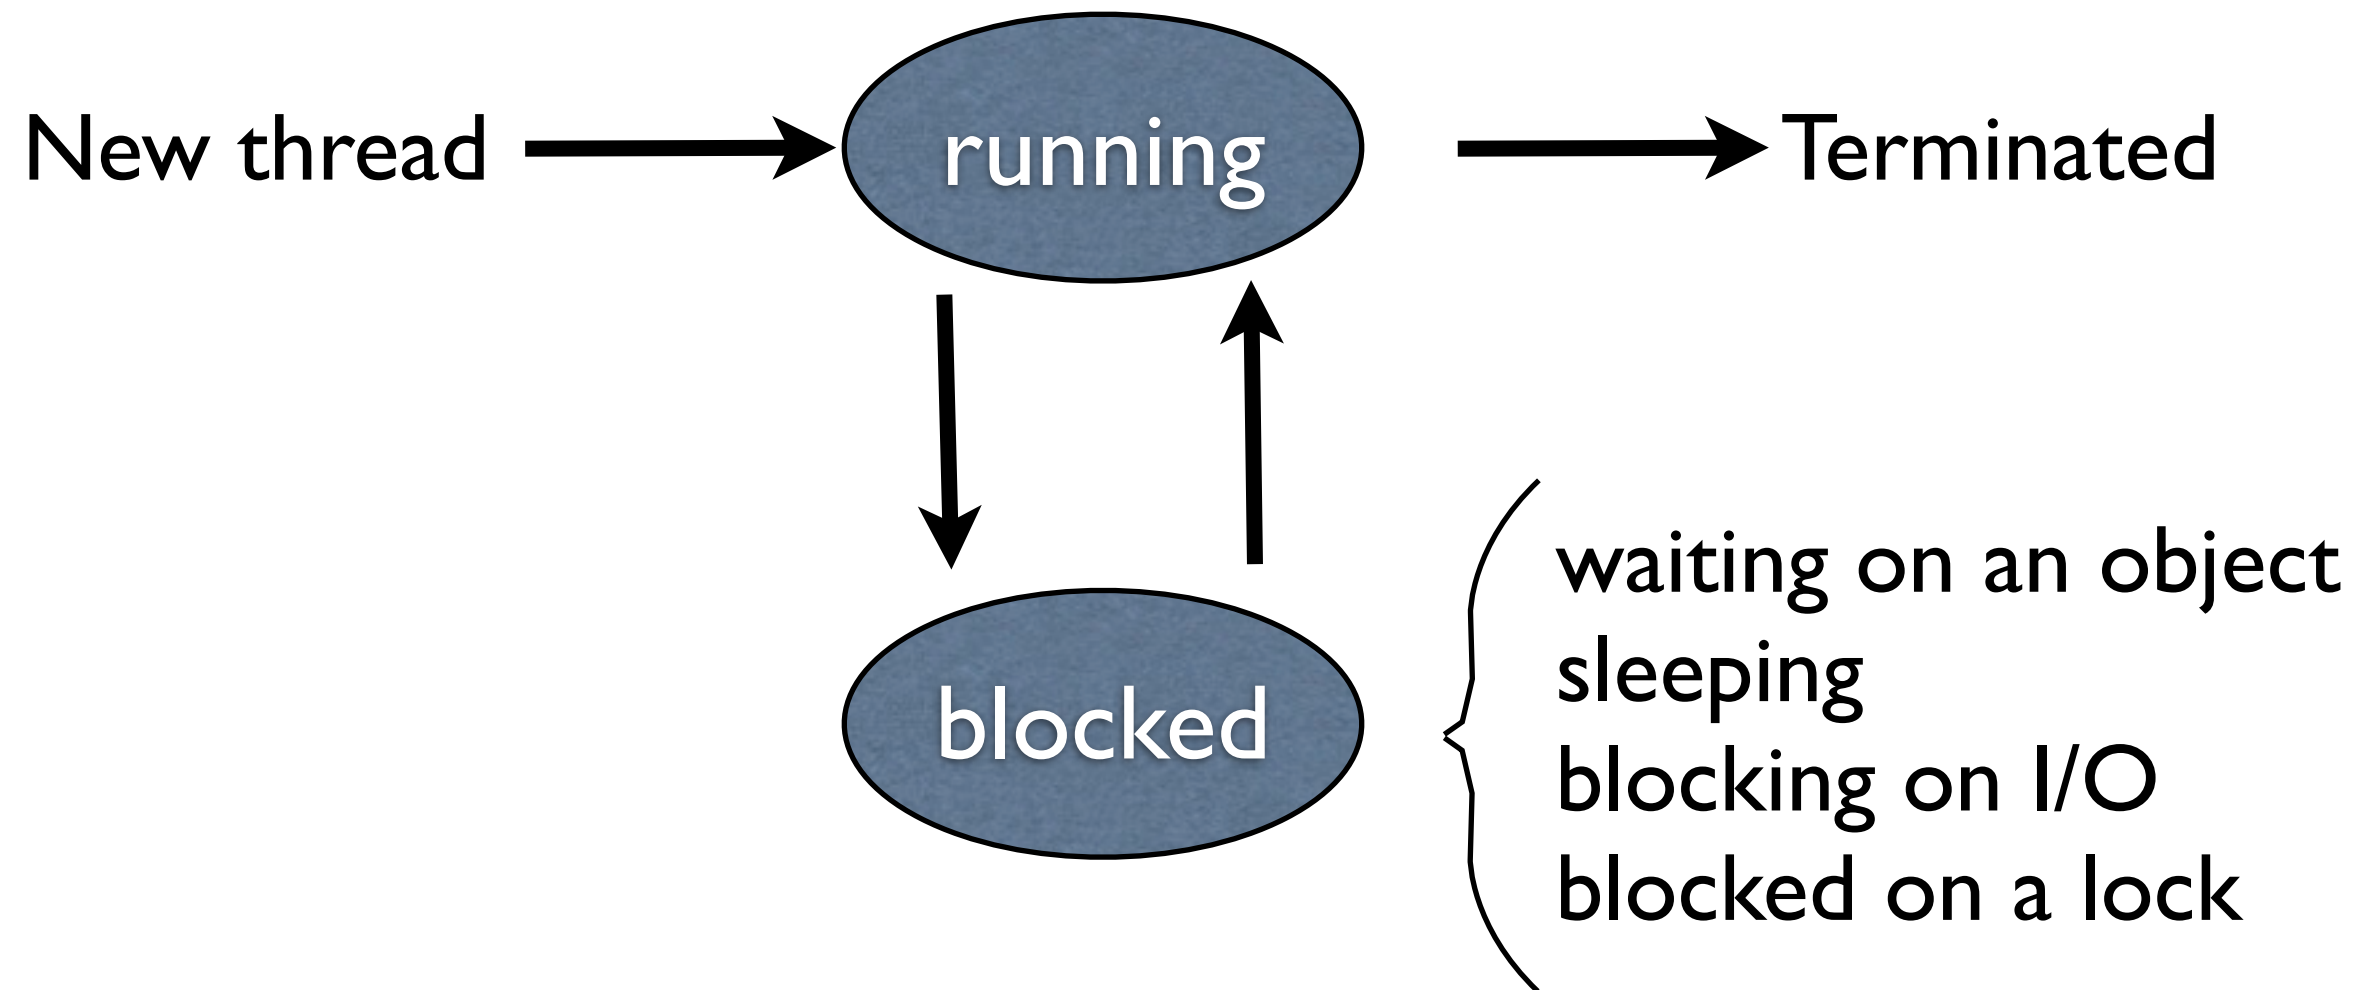 New thread
running
Terminated
blocked
waiting on an object
sleeping
blocking on I/O
blocked on a lock